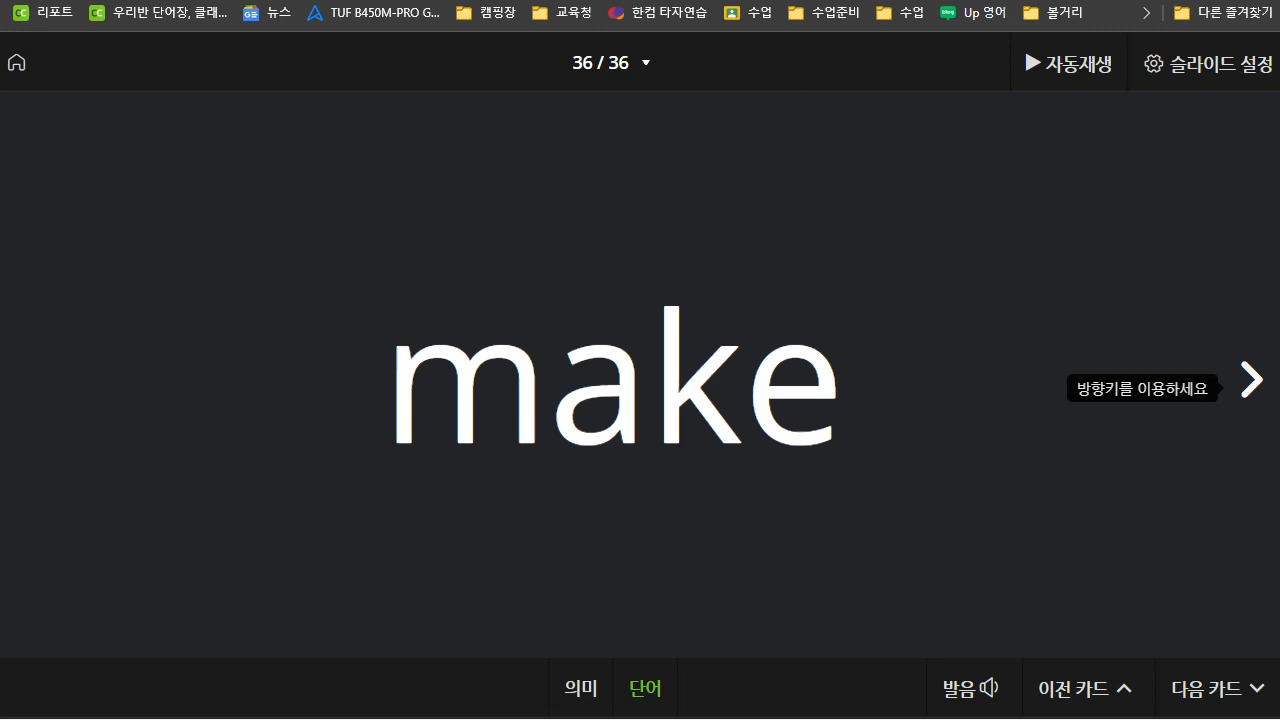 리포트 우리반 단어장, 클래... 뉴스 TUF B450M-PRO G... 캠핑장 교육청 한컴 타자연습 수업 수업준비 수업 Up 영어 볼거리 다른 즐겨찾기
36 / 36 자동재생 슬라이드 설정
make
방향키를 이용하세요
의미 단어 발음 이전 카드 다음 카드